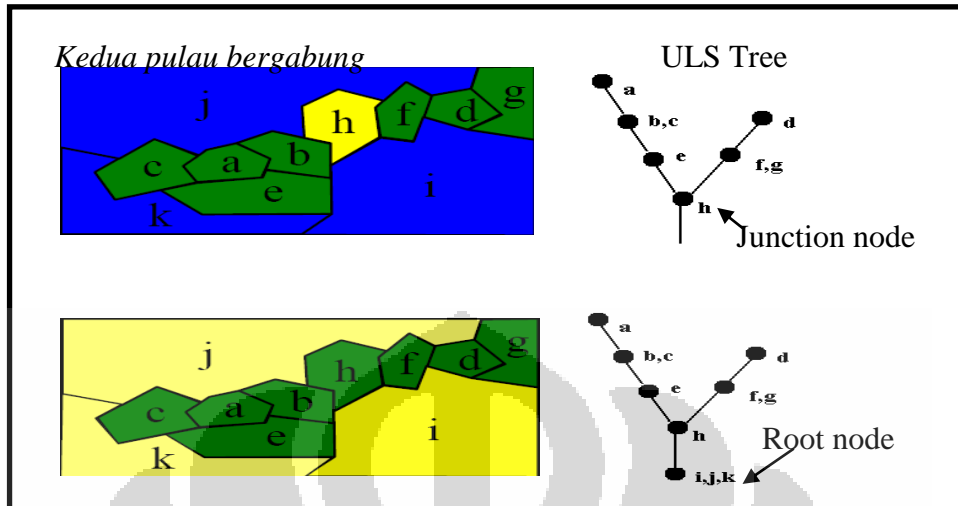 Kedua pulau bergabung
ULS Tree
j
g
h
f
d
c
a
b
e
i
k
a
b,c
d
e
f,g
h
Junction node
j
g
h
f
d
c
a
b
e
i
k
a
b,c
d
e
f,g
h
i,j,k
Root node